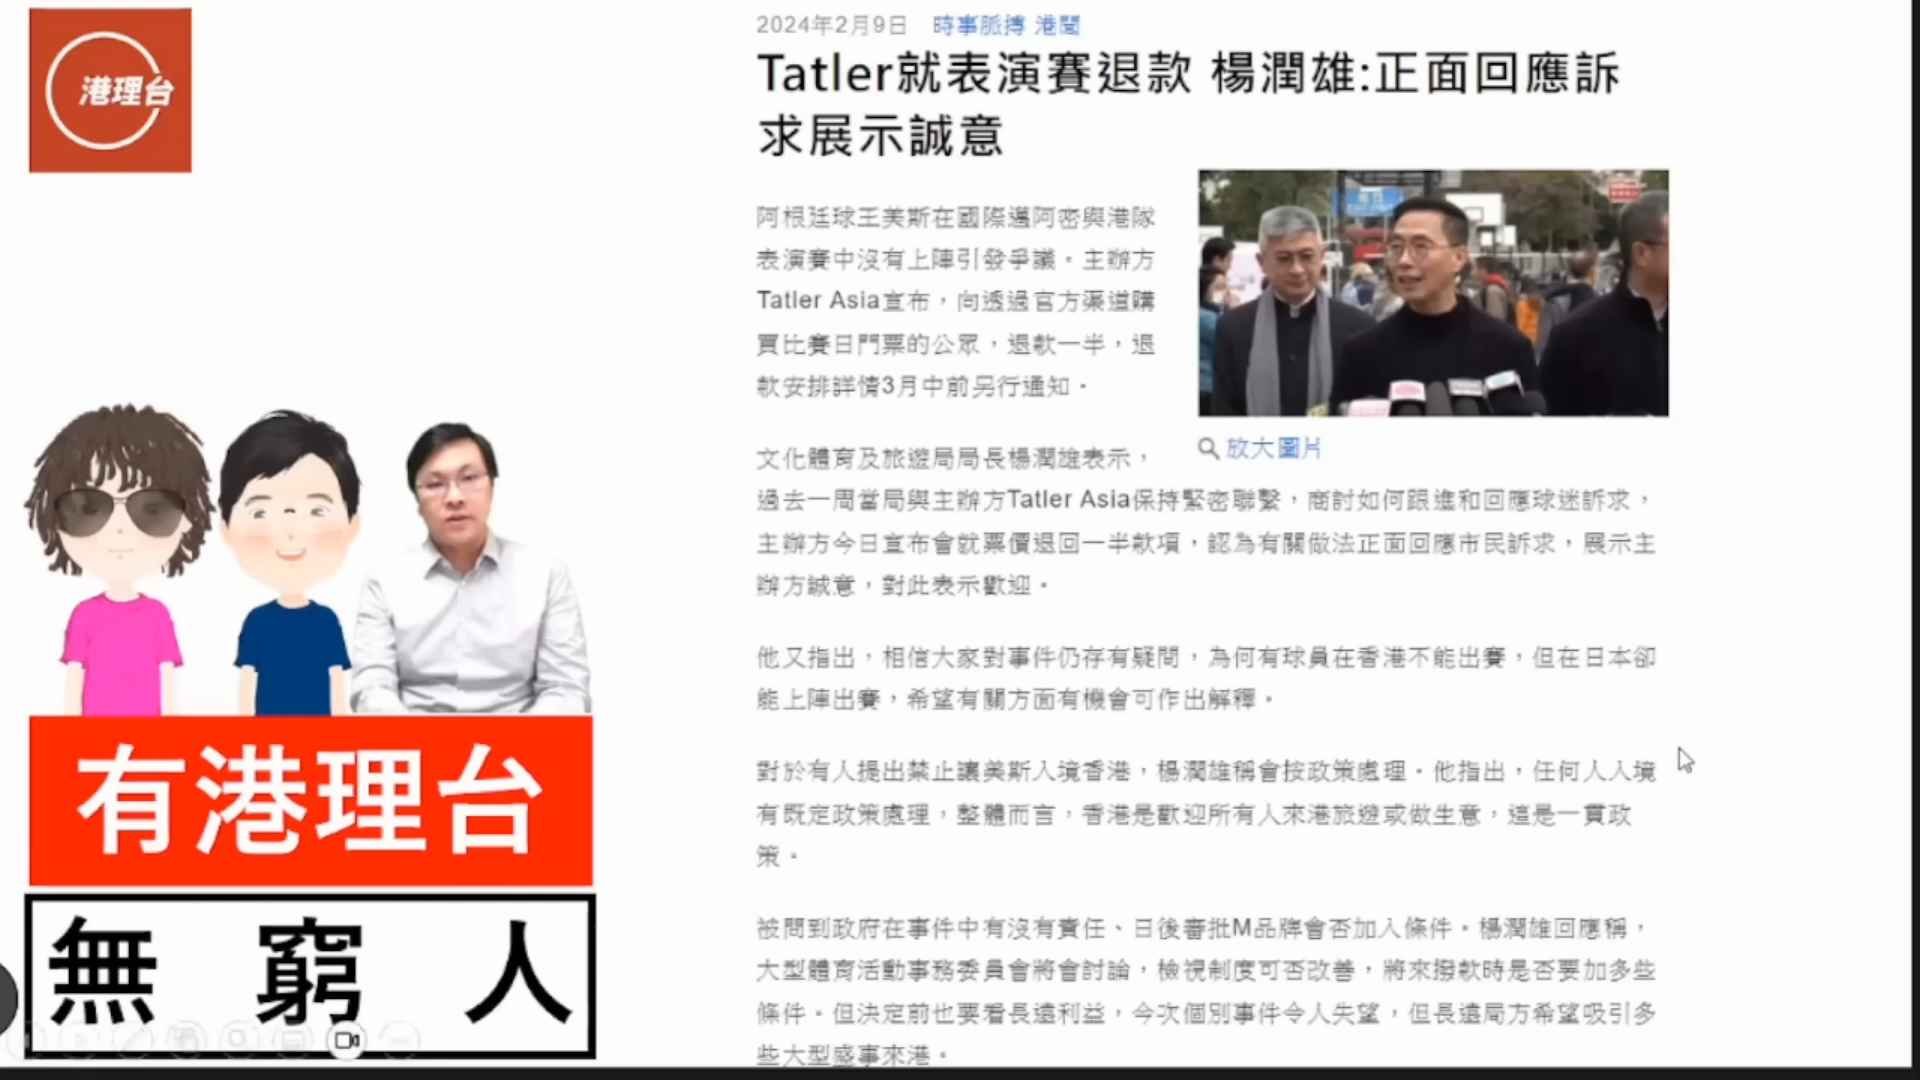 港理台
2024年2月9日 時事脈搏 港聞
Tatler就表演賽退款 楊潤雄:正面回應訴
求展示誠意
阿根廷球王美斯在國際邁阿密與港隊
表演賽中沒有上陣引發爭議。主辦方
Tatler Asia宣布，向透過官方渠道購
買比賽日門票的公眾，退款一半，退
款安排詳情3月中前另行通知。
放大圖片
文化體育及旅遊局局長楊潤雄表示，
過去一周當局與主辦方Tatler Asia保持緊密聯繫，商討如何跟進和回應球迷訴求，
主辦方今日宣布會就票價退回一半款項，認為有關做法正面回應市民訴求，展示主
辦方誠意，對此表示歡迎。
他又指出，相信大家對事件仍存有疑問，為何有球員在香港不能出賽，但在日本卻
能上陣出賽，希望有關方面有機會可作出解釋。
對於有人提出禁止讓美斯入境香港，楊潤雄稱會按政策處理。他指出，任何人入境
有既定政策處理，整體而言，香港是歡迎所有人來港旅遊或做生意，這是一貫政
策。
被問到政府在事件中有沒有責任、日後審批M品牌會否加入條件。楊潤雄回應稱，
大型體育活動事務委員會將會討論，檢視制度可否改善，將來撥款時是否要加多些
條件。但決定前也要看長遠利益，今次個別事件令人失望，但長遠局方希望吸引多
些大型盛事來港。
有港理台
無 窮 人